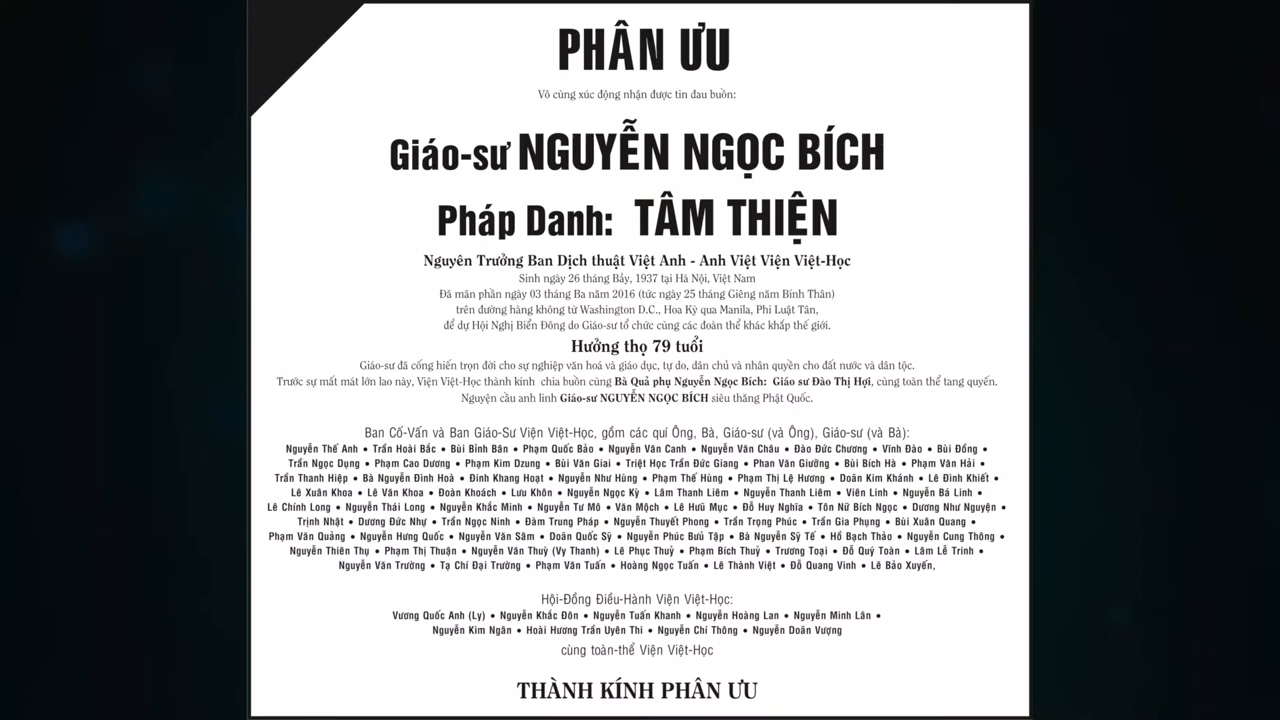 PHÂN ƯU
Vô cùng xúc động nhận được tin đau buồn:
Giáo-sư NGUYỄN NGỌC BÍCH
Pháp Danh: TÂM THIỆN
Nguyên Trưởng Ban Dịch thuật Việt Anh - Anh Việt Viện Việt-Học
Sinh ngày 26 tháng Bảy, 1937 tại Hà Nội, Việt Nam
Đã mãn phần ngày 03 tháng Ba năm 2016 (tức ngày 25 tháng Giêng năm Bính Thân)
trên đường hàng không từ Washington D.C., Hoa Kỳ qua Manila, Phi Luật Tân,
để dự Hội Nghị Biển Đông do Giáo-sư tổ chức cùng các đoàn thể khác khắp thế giới.
Hưởng thọ 79 tuổi
Giáo-sư đã cống hiến trọn đời cho sự nghiệp văn hoá và giáo dục, tự do, dân chủ và nhân quyền cho đất nước và dân tộc.
Trước sự mất mát lớn lao này, Viện Việt-Học thành kính chia buồn cùng Bà Quả phụ Nguyễn Ngọc Bích: Giáo sư Đào Thị Hợi, cùng toàn thể tang quyến.
Nguyện cầu anh linh Giáo-sư NGUYỄN NGỌC BÍCH siêu thăng Phật Quốc.
Ban Cố-Vấn và Ban Giáo-Sư Viện Việt-Học, gồm các quí Ông, Bà, Giáo-sư (và Ông), Giáo-sư (và Bà):
Nguyễn Thế Anh • Trần Hoài Bắc • Bùi Bỉnh Bân • Phạm Quốc Bảo • Nguyễn Văn Canh • Nguyễn Văn Châu • Đào Đức Chương • Vĩnh Đào • Bùi Đồng •
Trần Ngọc Dụng • Phạm Cao Dương • Phạm Kim Dzung • Bùi Văn Giai • Triệt Học Trần Đức Giang • Phan Văn Giưỡng • Bùi Bích Hà • Phạm Văn Hải •
Trần Thanh Hiệp • Bà Nguyễn Đình Hoà • Đinh Khang Hoạt • Nguyễn Như Hùng • Phạm Thế Hùng • Phạm Thị Lệ Hương • Doãn Kim Khánh • Lê Đình Khiết •
Lê Xuân Khoa • Lê Văn Khoa • Đoàn Khoách • Lưu Khôn • Nguyễn Ngọc Kỳ • Lâm Thanh Liêm • Nguyễn Thanh Liêm • Viên Linh • Nguyễn Bá Linh •
Lê Chính Long • Nguyễn Thái Long • Nguyễn Khắc Minh • Nguyễn Tư Mô • Văn Mộch • Lê Hưũ Mục • Đỗ Huy Nghĩa • Tôn Nữ Bích Ngọc • Dương Như Nguyện •
Trịnh Nhật • Dương Đức Nhự • Trần Ngọc Ninh • Đàm Trung Pháp • Nguyễn Thuyết Phong • Trần Trọng Phúc • Trần Gia Phụng • Bùi Xuân Quang •
Phạm Văn Quảng • Nguyễn Hưng Quốc • Nguyễn Văn Sâm • Doãn Quốc Sỹ • Nguyễn Phúc Bửu Tập • Bà Nguyễn Sỹ Tế • Hồ Bạch Thảo • Nguyễn Cung Thông •
Nguyễn Thiên Thụ • Phạm Thị Thuận • Nguyễn Văn Thuỳ (Vy Thanh) • Lê Phục Thuỷ • Phạm Bích Thuỷ • Trương Toại • Đỗ Quý Toàn • Lâm Lễ Trinh •
Nguyễn Văn Trường • Tạ Chí Đại Trường • Phạm Văn Tuấn • Hoàng Ngọc Tuấn • Lê Thành Việt • Đỗ Quang Vinh • Lê Bảo Xuyến,
Hội-Đồng Điều-Hành Viện Việt-Học:
Vương Quốc Anh (Ly) • Nguyễn Khắc Đôn • Nguyễn Tuấn Khanh • Nguyễn Hoàng Lan • Nguyễn Minh Lân •
Nguyễn Kim Ngân • Hoài Hương Trần Uyên Thi • Nguyễn Chí Thông • Nguyễn Doãn Vượng
cùng toàn-thể Viện Việt-Học
THÀNH KÍNH PHÂN ƯU